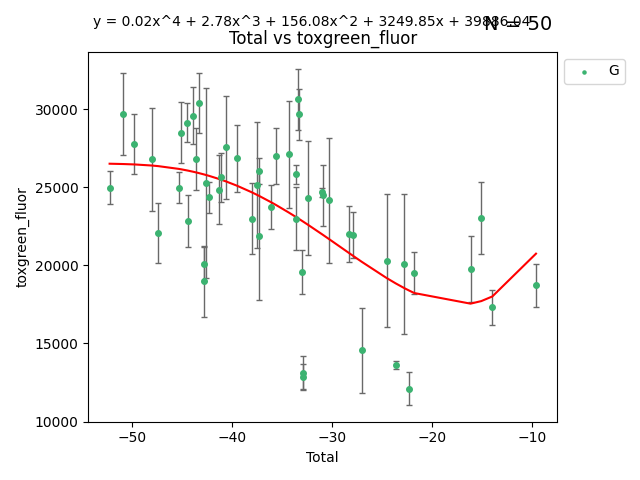 y = 0.02x^4 + 2.78x^3 + 156.08x^2 + 3249.85x + 39886.04
N = 50
Total vs toxgreen_fluor
G
toxgreen_fluor
30000
25000
20000
15000
10000
−50
−40
−30
−20
−10
Total